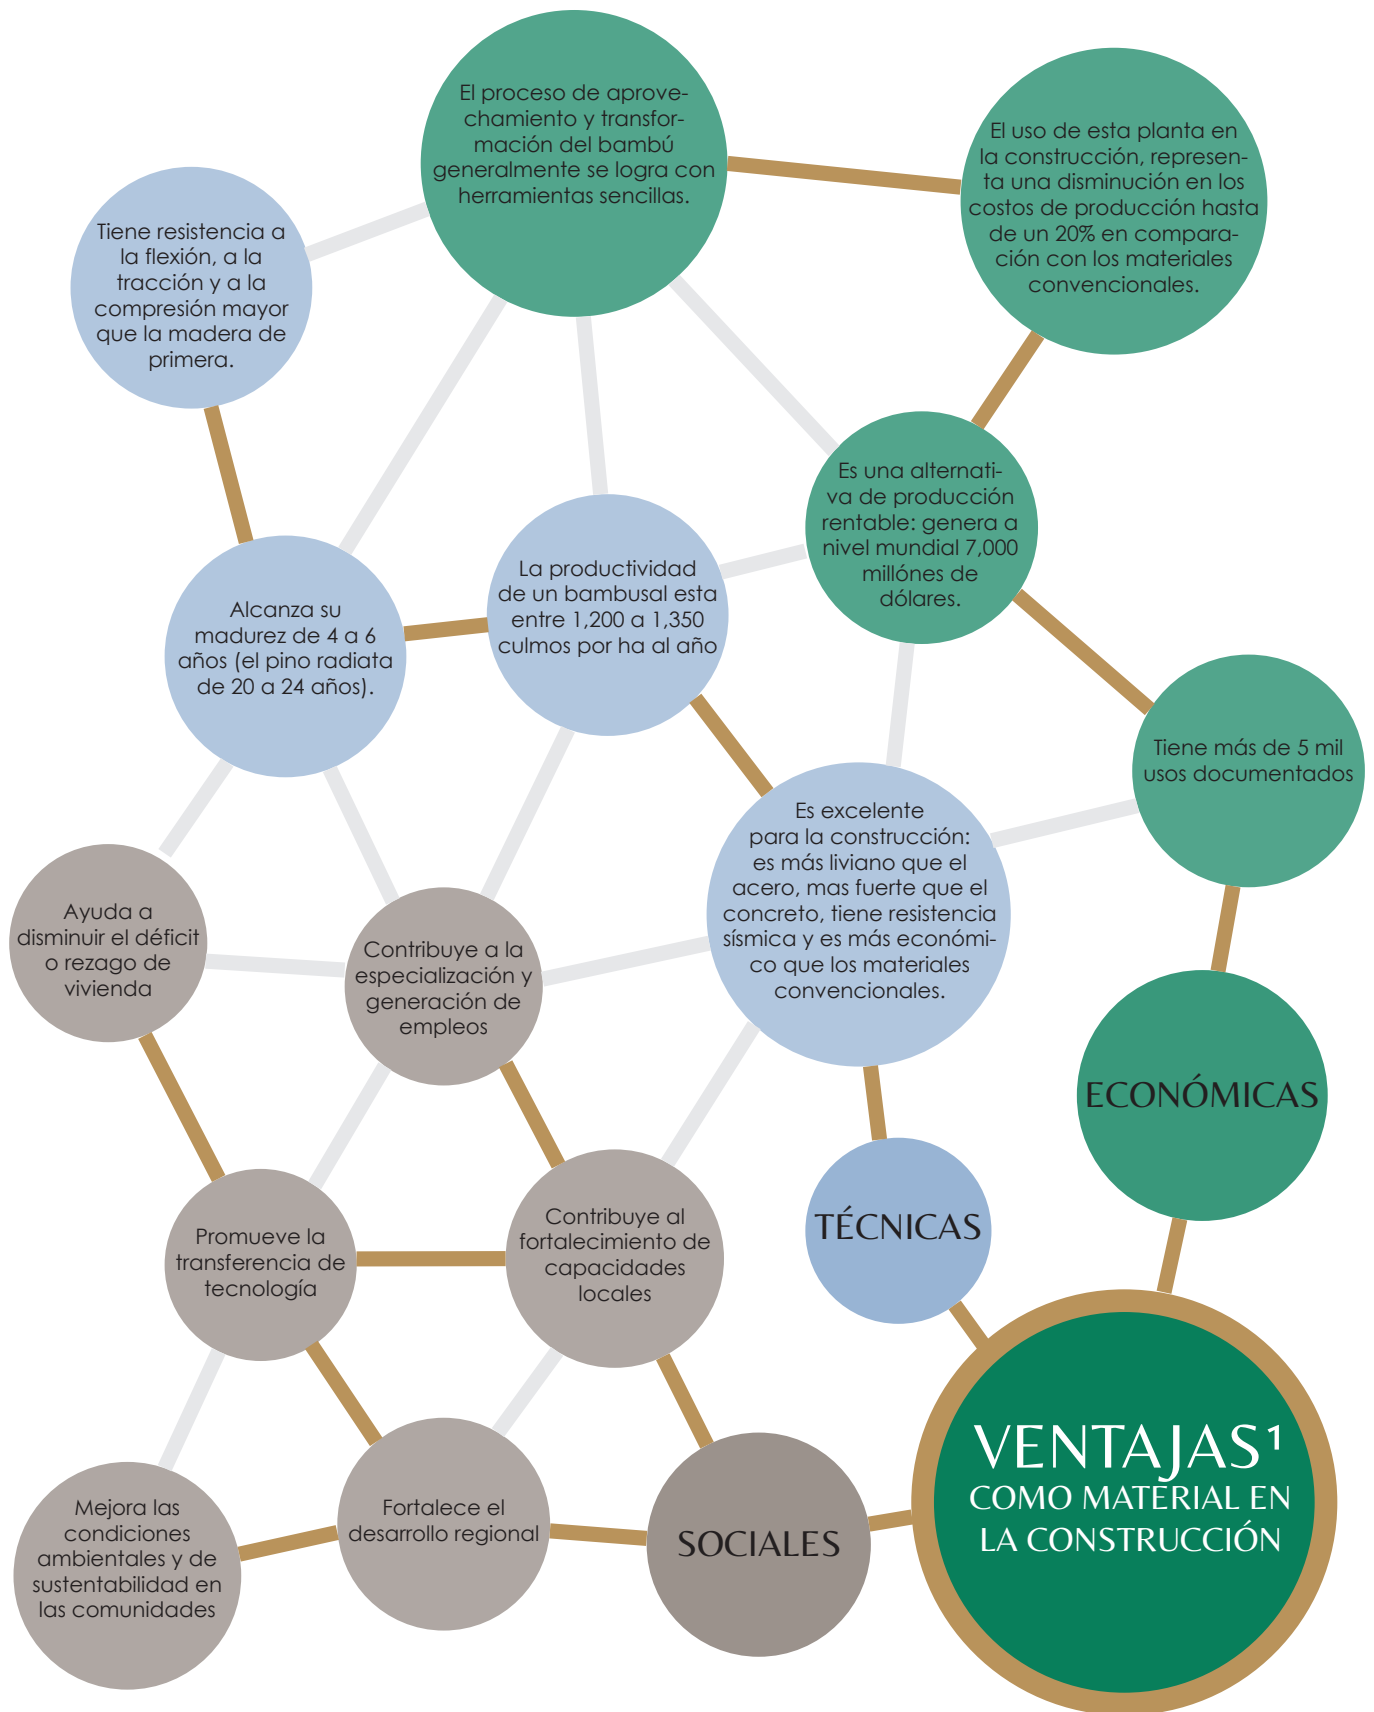 El proceso de aprove-
chamiento y transfor-
mación del bambú
generalmente se logra con
herramientas sencillas.
El uso de esta planta en
la construcción, represen-
ta una disminución en los
costos de producción hasta
de un 20% en compara-
ción con los materiales
convencionales.
Tiene resistencia a
la flexión, a la
tracción y a la
compresión mayor
que la madera de
primera.
Es una alternati-
va de producción
rentable: genera a
nivel mundial 7,000
millónes de
dólares.
La productividad
de un bambusal esta
entre 1,200 a 1,350
culmos por ha al año
Alcanza su
madurez de 4 a 6
años (el pino radiata
de 20 a 24 años).
Tiene más de 5 mil
usos documentados
Es excelente
para la construcción:
es más liviano que el
acero, mas fuerte que el
concreto, tiene resistencia
sísmica y es más económi-
co que los materiales
convencionales.
Ayuda a
disminuir el déficit
o rezago de
vivienda
Contribuye a la
especialización y
generación de
empleos
ECONÓMICAS
TÉCNICAS
Contribuye al
fortalecimiento de
capacidades
locales
Promueve la
transferencia de
tecnología
VENTAJAS¹
COMO MATERIAL EN
LA CONSTRUCCIÓN
SOCIALES
Fortalece el
desarrollo regional
Mejora las
condiciones
ambientales y de
sustentabilidad en
las comunidades